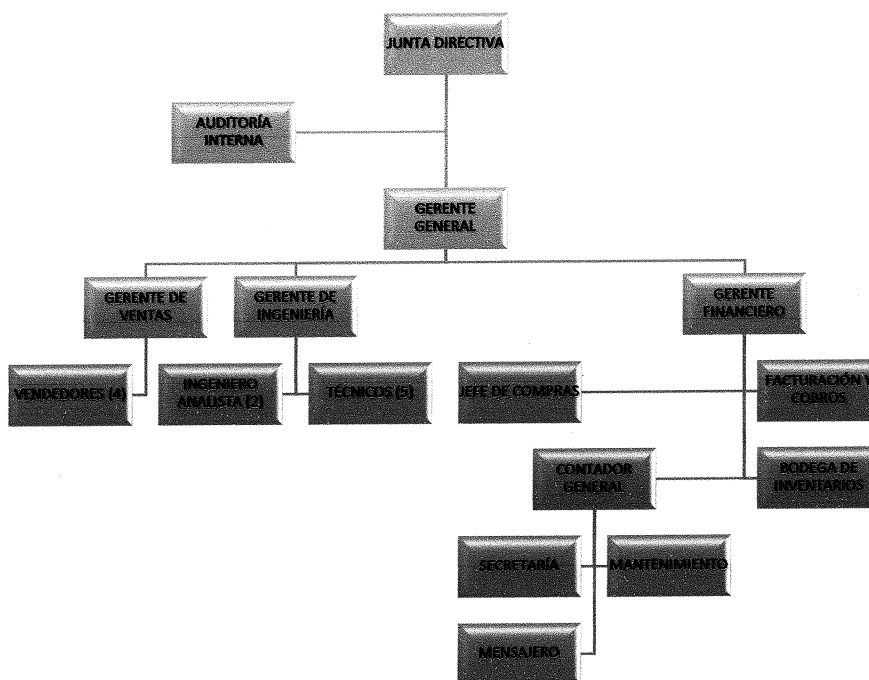 JUNTA DIRECTIVA
AUDITORÍA
INTERNA
GERENTE
GENERAL
GERENTE DE
VENTAS
GERENTE DE
INGENIERÍA
GERENTE
FINANCIERO
VENDEDORES (4)
INGENIERO
ANALISTA (2)
TÉCNICOS (5)
JEFE DE COMPRAS
FACTURACIÓN Y
COBROS
CONTADOR
GENERAL
BODEGA DE
INVENTARIOS
SECRETARÍA
MANTENIMIENTO
MENSAJERO